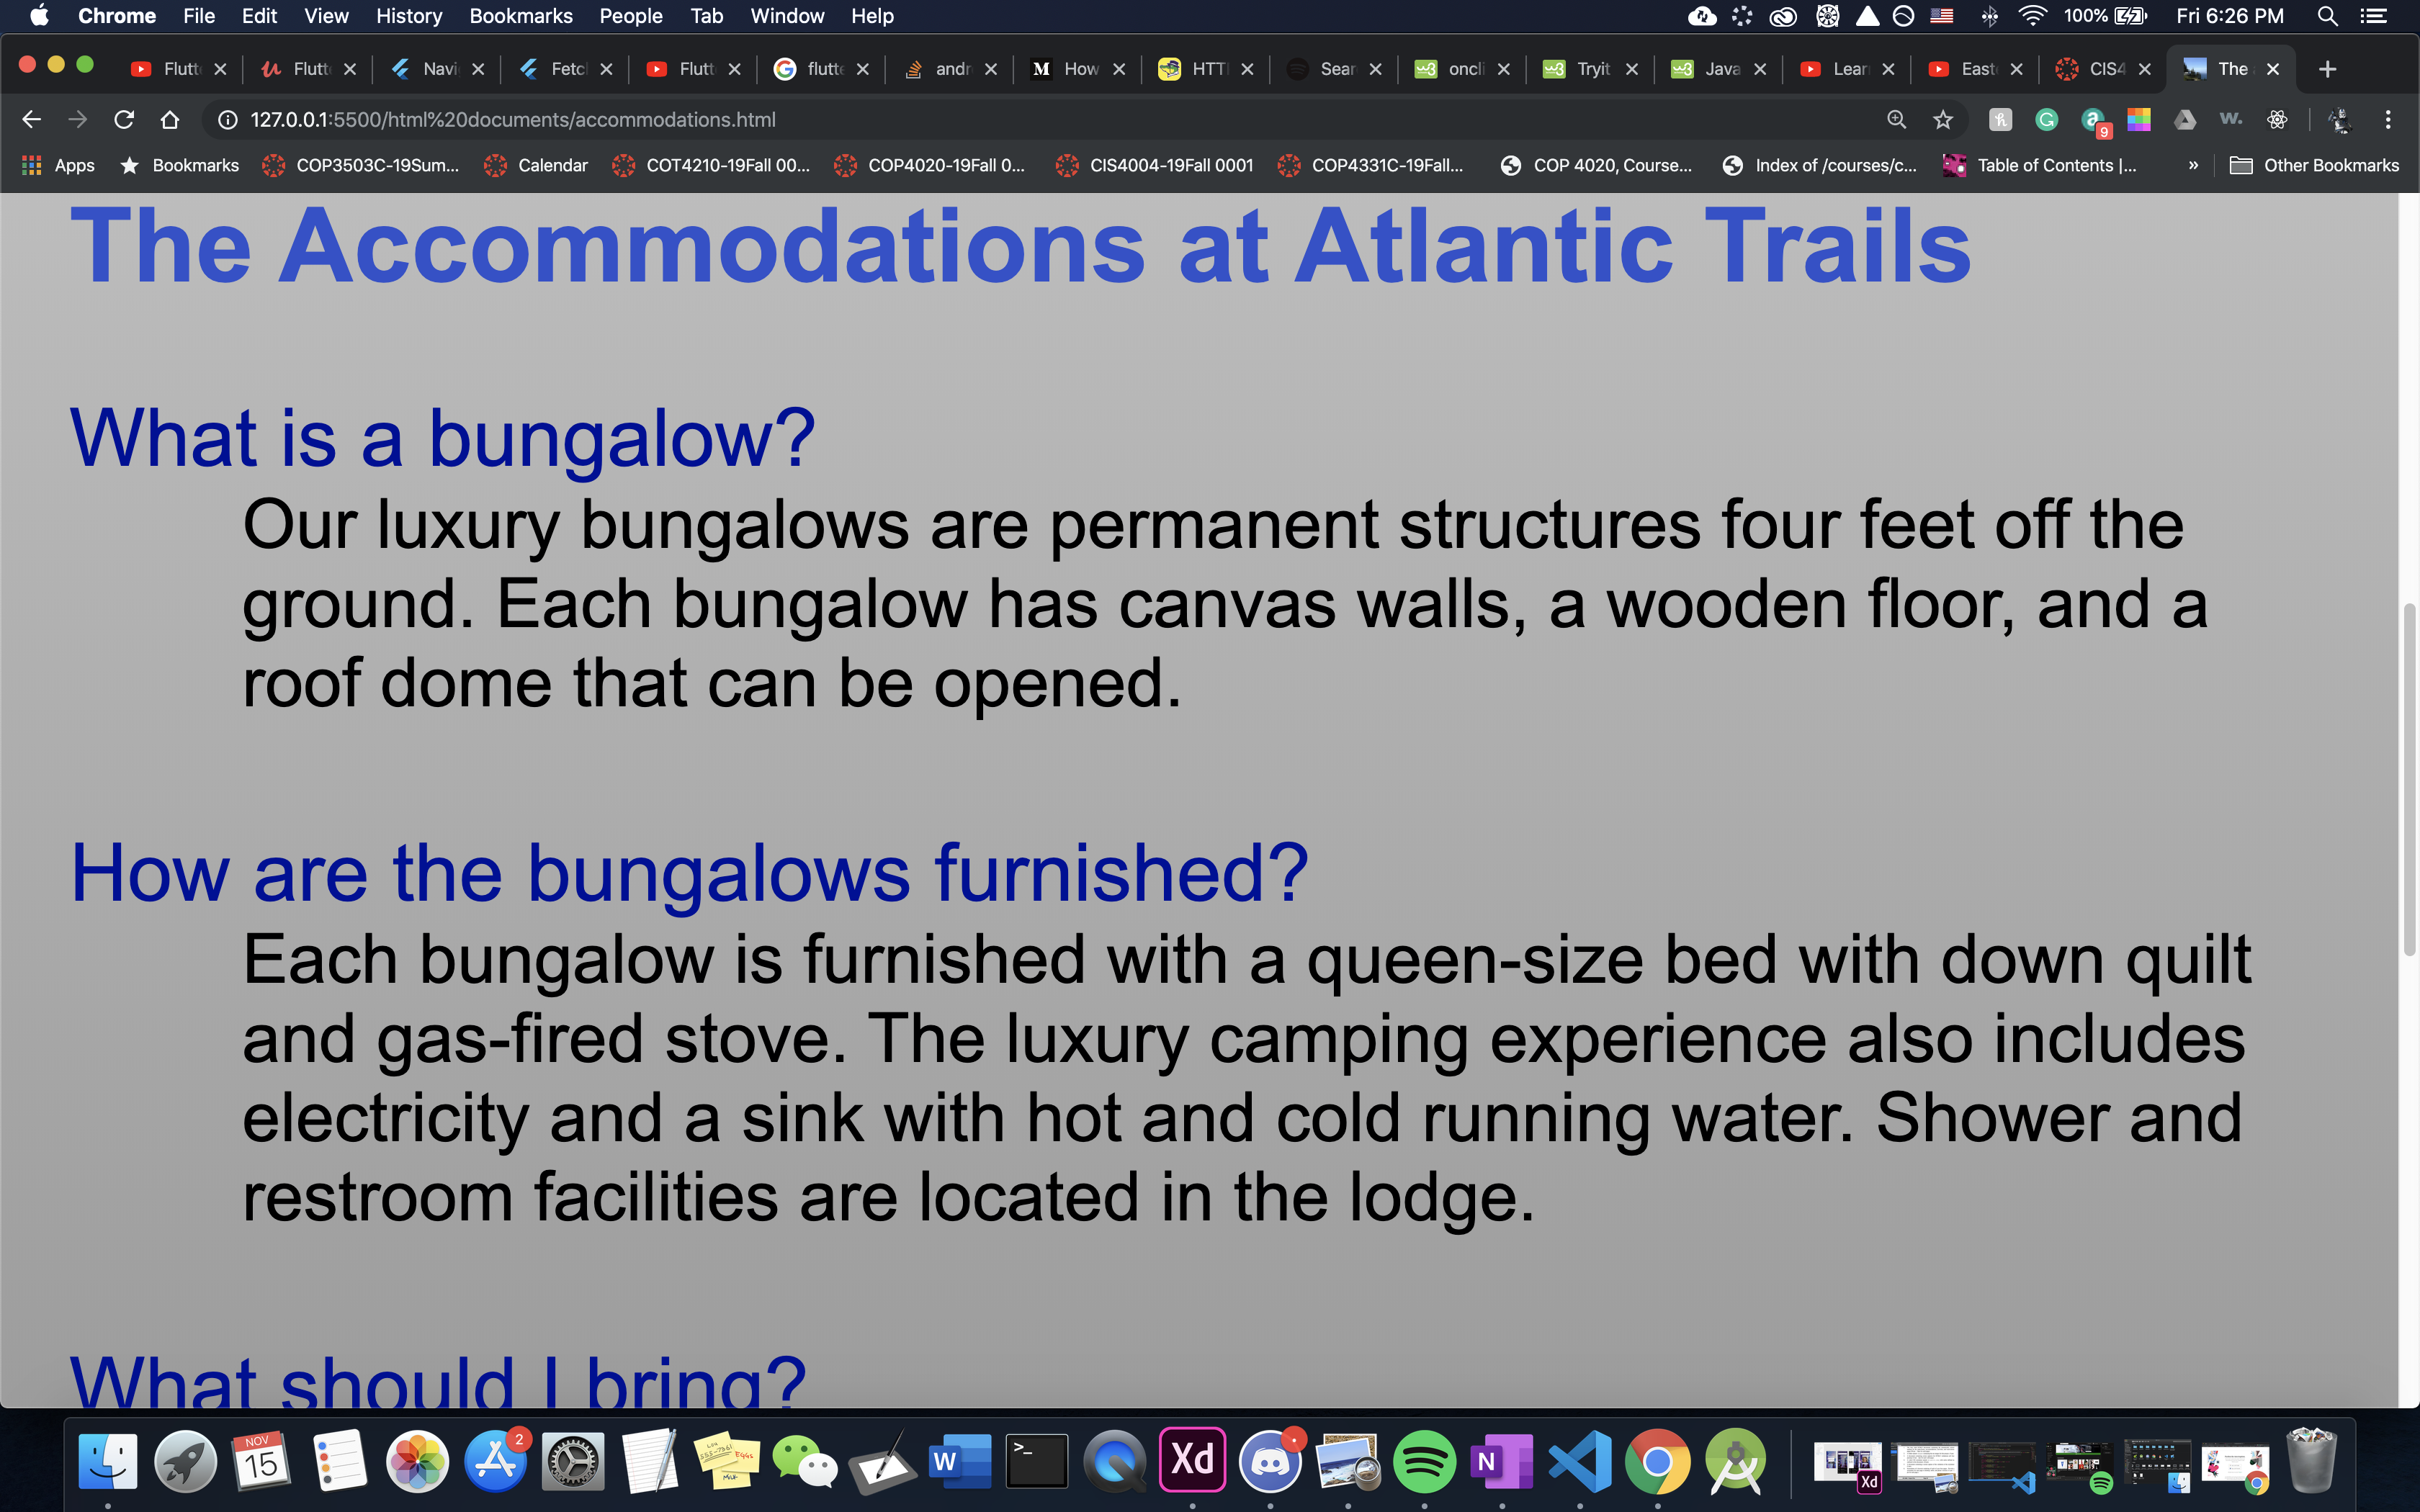 Chrome File Edit View History Bookmarks People Tab Window Help 100% Fri 6:26 PM
Flutt Flutt Navi Fetcl Flutt flutte andr How HTTI Sear oncli Tryit Java Lear East CIS4 The
127.0.0.1:5500/html%20documents/accommodations.html 9
Apps Bookmarks COP3503C-19Sum... Calendar COT4210-19Fall 00... COP4020-19Fall 0... CIS4004-19Fall 0001 COP4331C-19Fall... COP 4020, Course... Index of /courses/c... Table of Contents |... » Other Bookmarks
The Accommodations at Atlantic Trails
What is a bungalow?
Our luxury bungalows are permanent structures four feet off the
ground. Each bungalow has canvas walls, a wooden floor, and a
roof dome that can be opened.
How are the bungalows furnished?
Each bungalow is furnished with a queen-size bed with down quilt
and gas-fired stove. The luxury camping experience also includes
electricity and a sink with hot and cold running water. Shower and
restroom facilities are located in the lodge.
What should I bring?
NOV
15
2
W
Xd
N
Xd